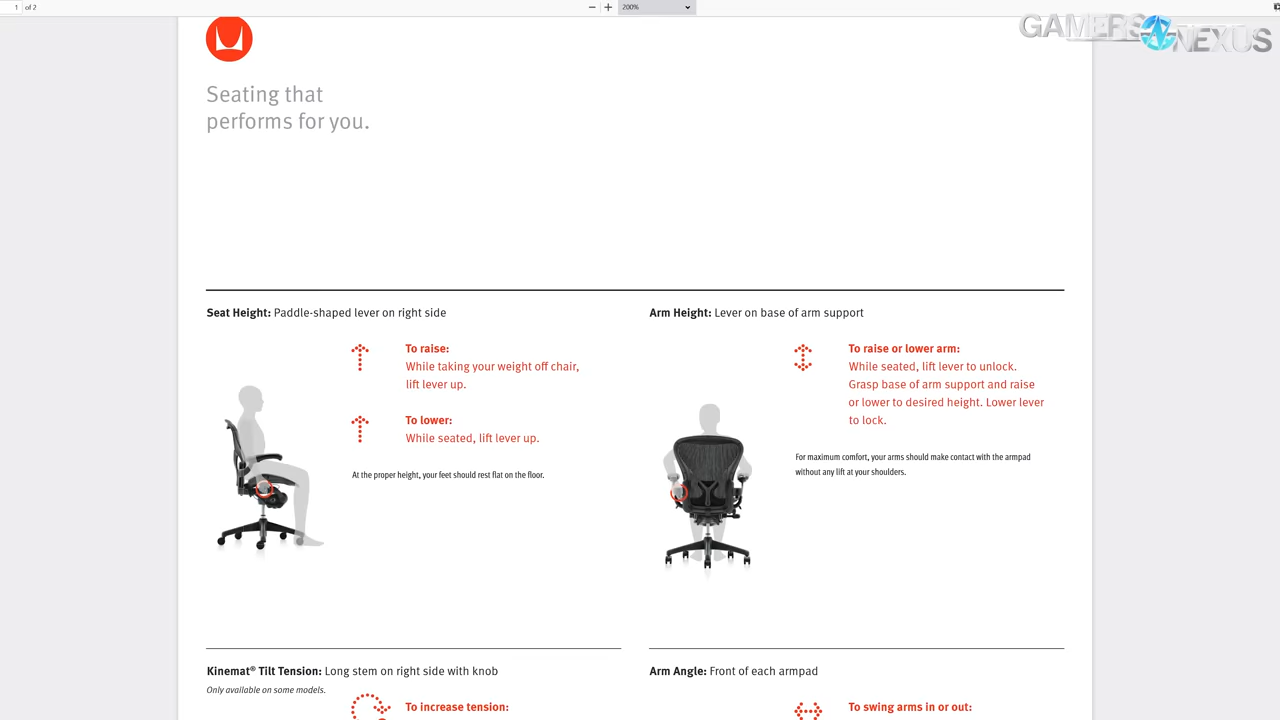 1 of 2
200%
GAMERS NEXUS
Seating that
performs for you.
Seat Height: Paddle-shaped lever on right side
To raise:
While taking your weight off chair,
lift lever up.
To lower:
While seated, lift lever up.
At the proper height, your feet should rest flat on the floor.
Arm Height: Lever on base of arm support
To raise or lower arm:
While seated, lift lever to unlock.
Grasp base of arm support and raise
or lower to desired height. Lower lever
to lock.
For maximum comfort, your arms should make contact with the armpad
without any lift at your shoulders.
Kinemat® Tilt Tension: Long stem on right side with knob
Only available on some models.
To increase tension:
Arm Angle: Front of each armpad
To swing arms in or out: